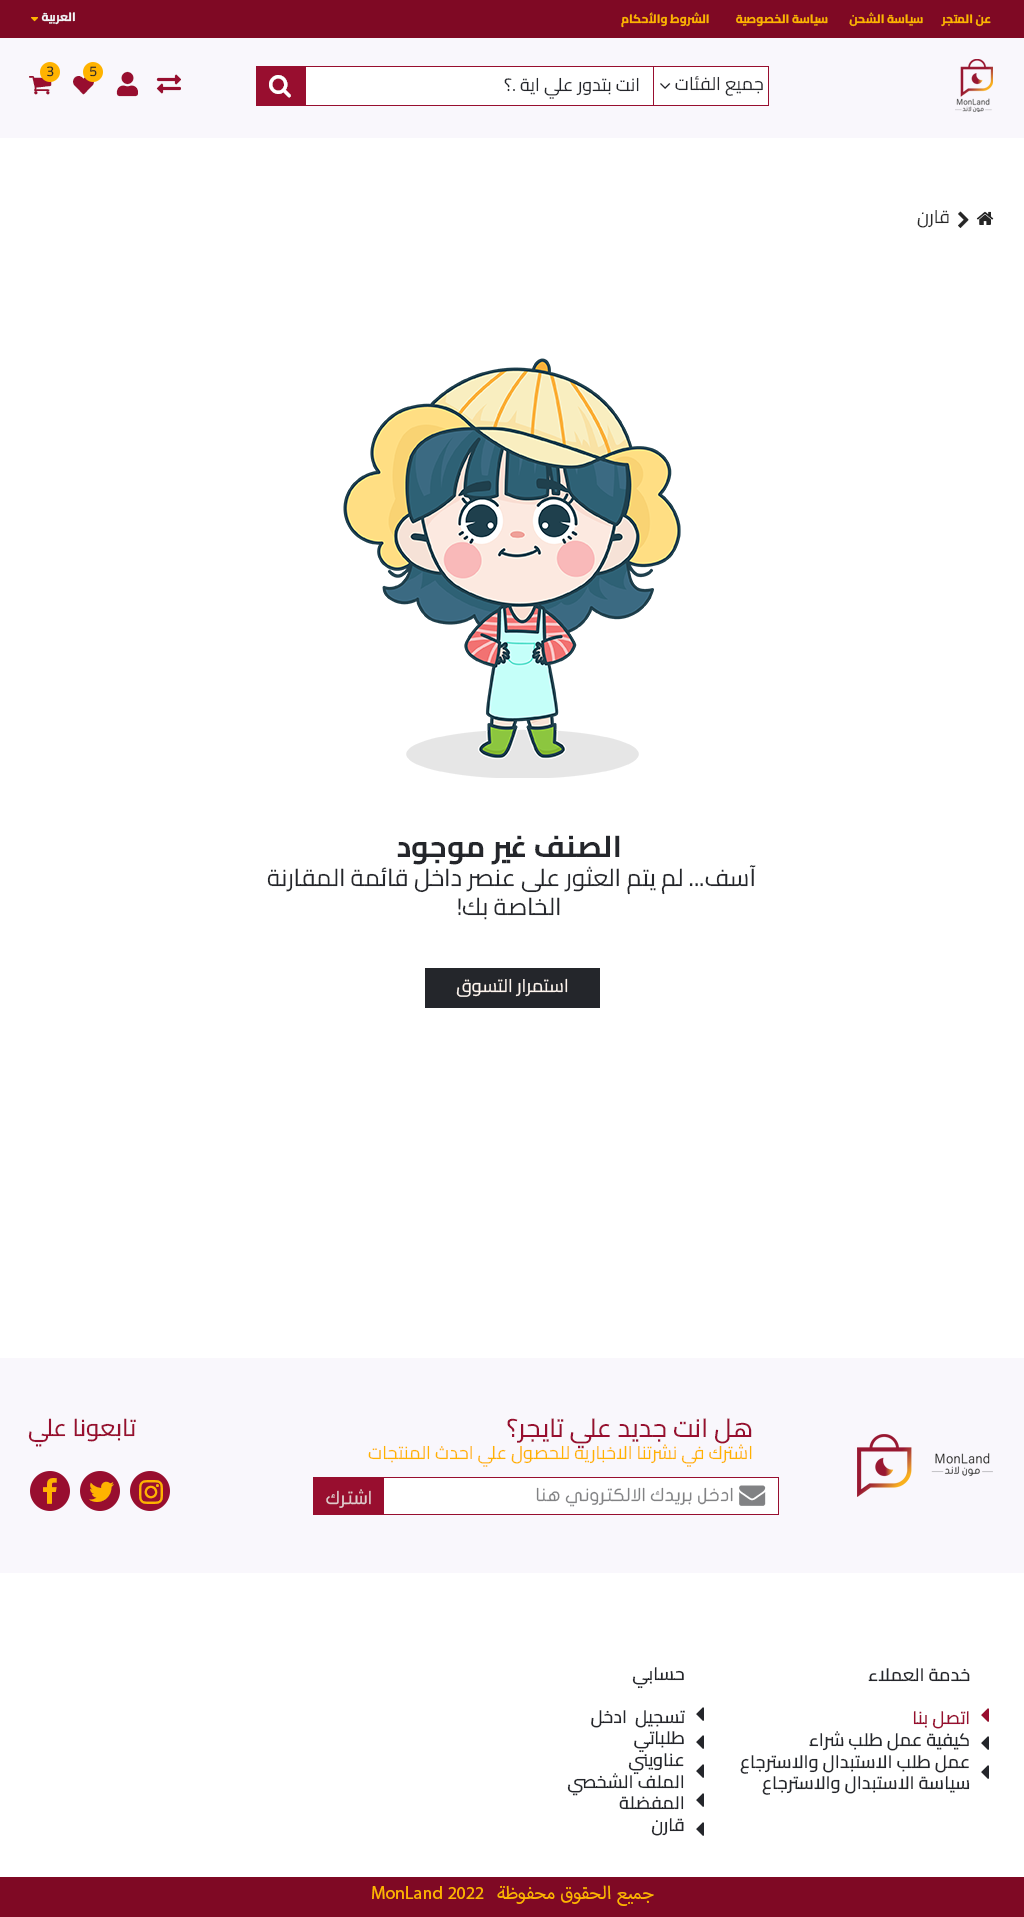 عن المتجر
سياسة الشحن
سياسة الخصوصية
الشروط والأحكام
العربية
MonLand
مون لاند
جميع الفئات
انت بتدور علي اية .؟
5
3
قارن
الصنف غير موجود
آسف... لم يتم العثور على عنصر داخل قائمة المقارنة
الخاصة بك!
استمرار التسوق
MonLand
مون لاند
هل انت جديد علي تايجر؟
اشترك في نشرتنا الاخبارية للحصول علي احدث المنتجات
ادخل بريدك الالكتروني هنا
اشترك
تابعونا علي
خدمة العملاء
اتصل بنا
كيفية عمل طلب شراء
عمل طلب الاستبدال والاسترجاع
سياسة الاستبدال والاسترجاع
حسابي
تسجيل ادخل
طلباتي
عناويني
الملف الشخصي
المفضلة
قارن
جميع الحقوق محفوظة MonLand 2022